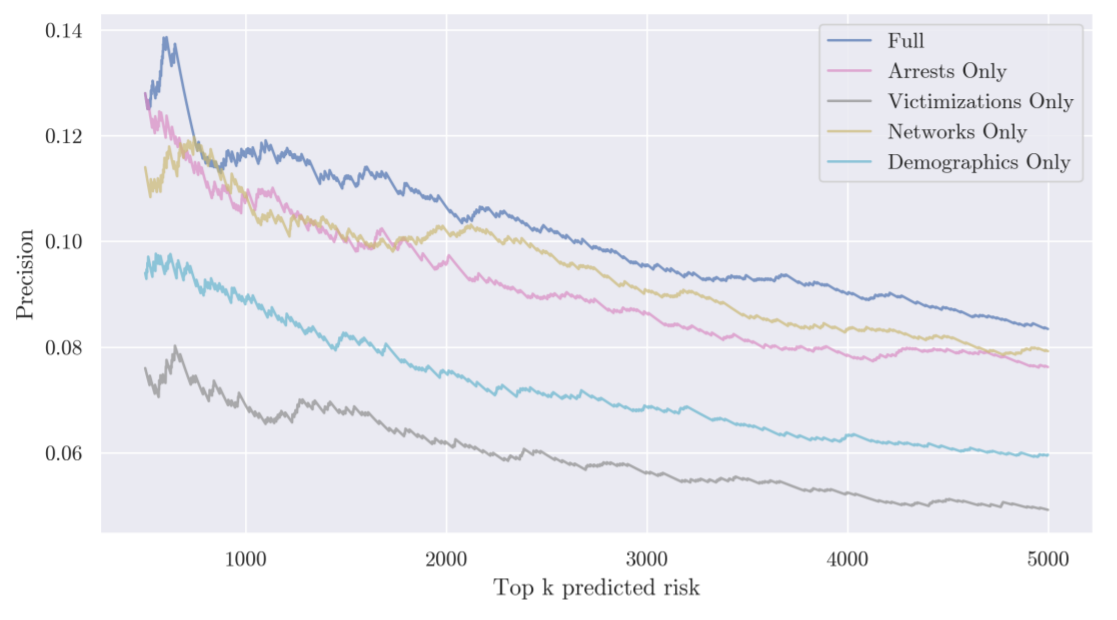 0.14
0.12
0.10
0.08
0.06
Precision
1000 2000 3000 4000 5000
Top k predicted risk
Full
Arrests Only
Victimizations Only
Networks Only
Demographics Only